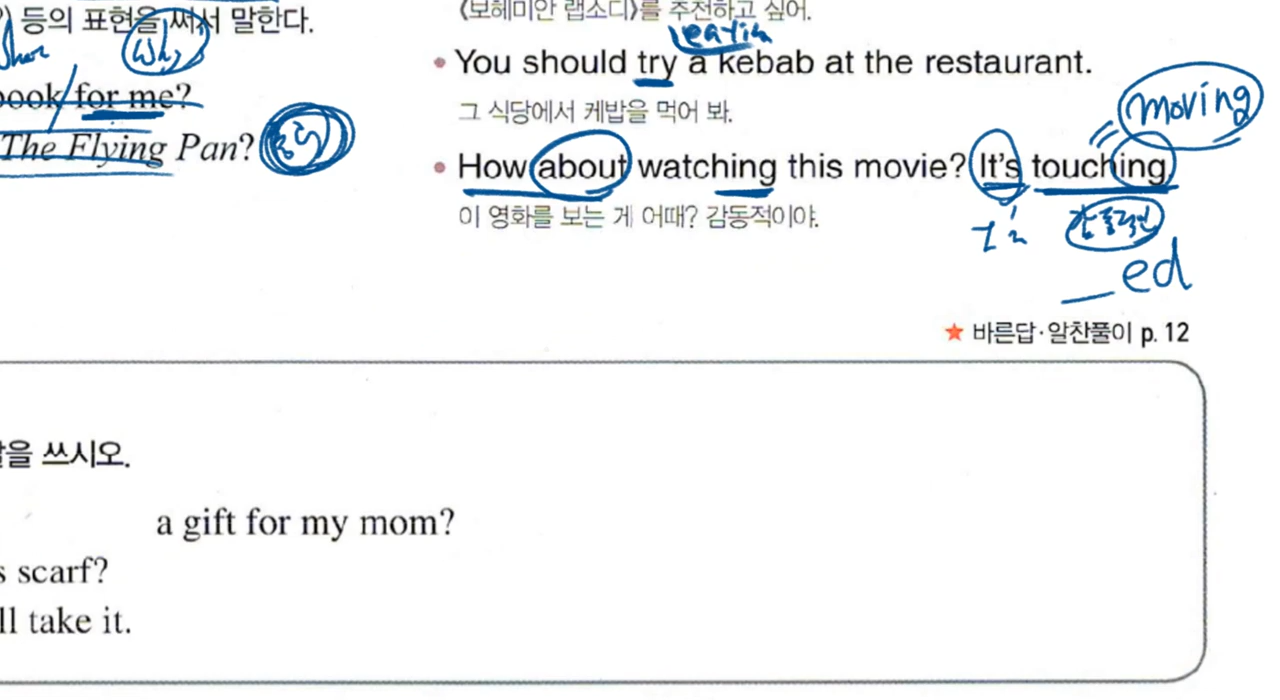 등의 표현을 써서 말한다.
for me?
The Flying Pan?
《보헤미안 랩소디》를 추천하고 싶어.
• You should try a kebab at the restaurant.
그 식당에서 케밥을 먹어 봐.
moving
• How about watching this movie? It's touching.
이 영화를 보는 게 어때? 감동적이야.
_ed
★ 바른답·알찬풀이 p. 12
쓰시오.
a gift for my mom?
scarf?
take it.